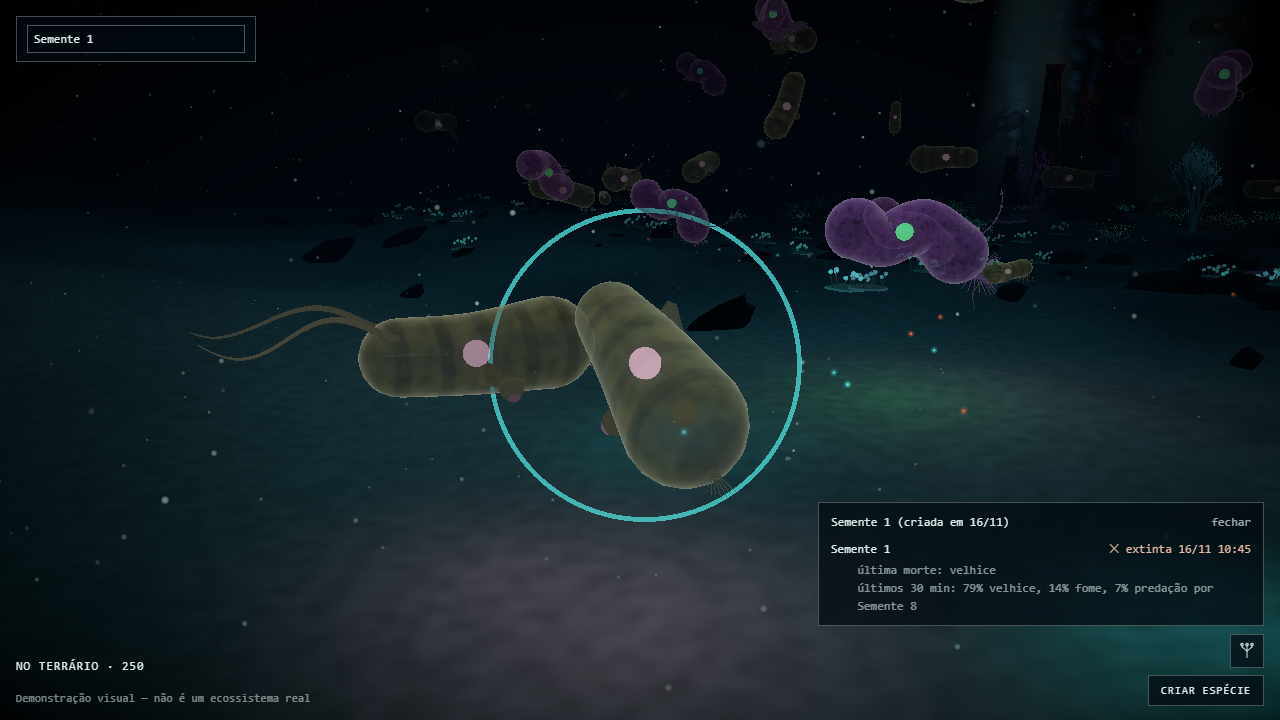 Semente 1
Semente 1 (criada em 16/11) fechar
Semente 1 extinta 16/11 10:45
última morte: velhice
últimos 30 min: 79% velhice, 14% fome, 7% predação por
Semente 8
NO TERRÁRIO · 250
Demonstração visual — não é um ecossistema real
CRIAR ESPÉCIE